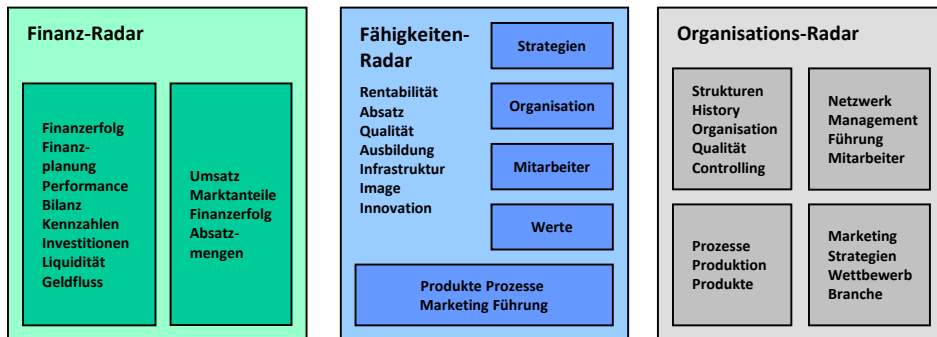 Finanz-Radar
Finanzerfolg
Finanz-
planung
Performance
Bilanz
Kennzahlen
Investitionen
Liquidität
Geldfluss
Umsatz
Marktanteile
Finanzerfolg
Absatz-
mengen
Fähigkeiten-
Radar
Rentabilität
Absatz
Qualität
Ausbildung
Infrastruktur
Image
Innovation
Strategien
Organisation
Mitarbeiter
Werte
Produkte Prozesse
Marketing Führung
Organisations-Radar
Strukturen
History
Organisation
Qualität
Controlling
Netzwerk
Management
Führung
Mitarbeiter
Prozesse
Produktion
Produkte
Marketing
Strategien
Wettbewerb
Branche